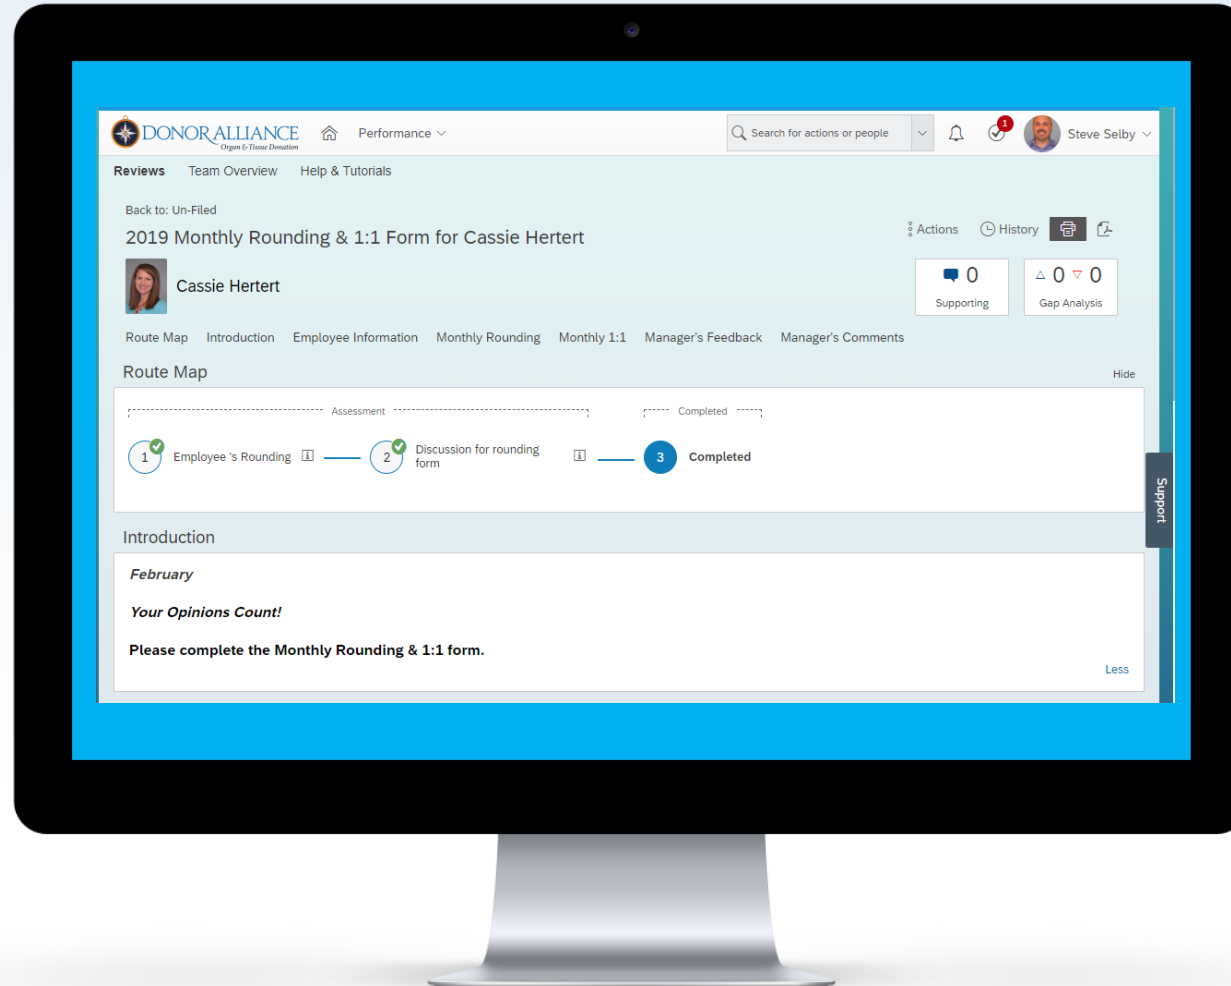 DONOR ALLIANCE
Organ & Tissue Donation
Performance
Search for actions or people
1
Steve Selby
Reviews Team Overview Help & Tutorials
Back to: Un-Filed
2019 Monthly Rounding & 1:1 Form for Cassie Hertert
Actions History
Cassie Hertert
0
Supporting
0 0
Gap Analysis
Route Map Introduction Employee Information Monthly Rounding Monthly 1:1 Manager's Feedback Manager's Comments
Route Map
Hide
Assessment
Completed
1 Employee 's Rounding
2 Discussion for rounding
form
3 Completed
Support
Introduction
February
Your Opinions Count!
Please complete the Monthly Rounding & 1:1 form.
Less